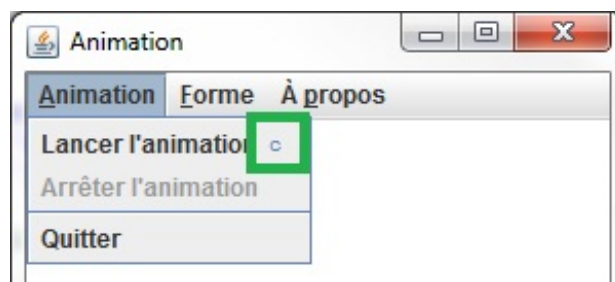 Animation
Animation Forme À propos
Lancer l'animation c
Arrêter l'animation
Quitter